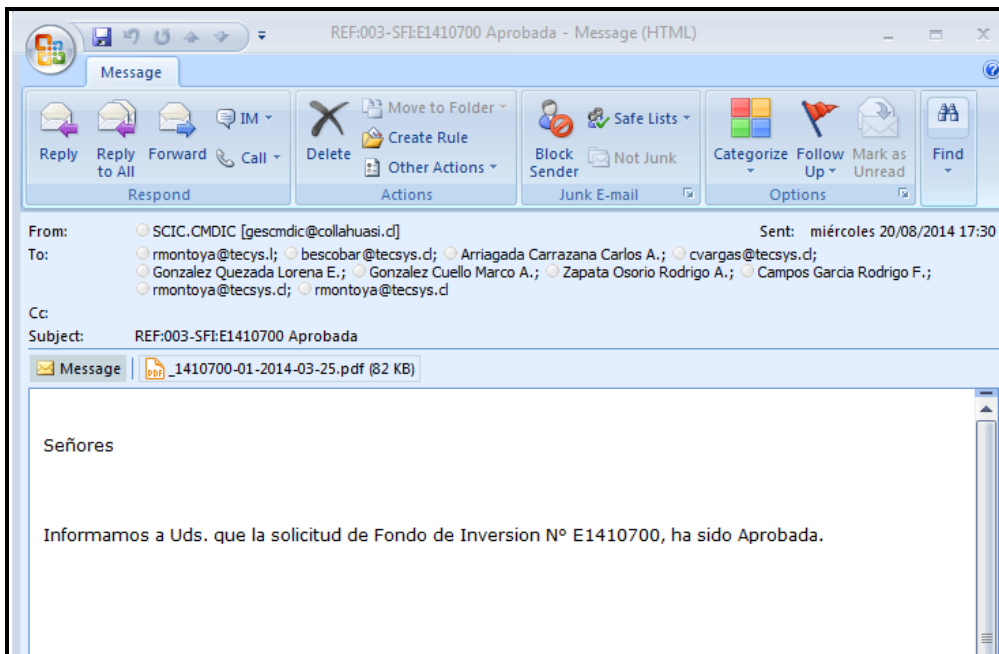 REF:003-SFI:E1410700 Aprobada - Message (HTML)
Message
Reply
Reply to All
Forward
IM
Call
Respond
Delete
Move to Folder
Create Rule
Other Actions
Actions
Block Sender
Safe Lists
Not Junk
Junk E-mail
Categorize
Follow Up
Mark as Unread
Options
Find
From: SCIC.CMDIC [gescmdic@collahuasi.cl] Sent: miércoles 20/08/2014 17:30
To: rmontoya@tecys.l; bescobar@tecsys.cl; Arriagada Carrazana Carlos A.; cvargas@tecsys.cl;
Gonzalez Quezada Lorena E.; Gonzalez Cuello Marco A.; Zapata Osorio Rodrigo A.; Campos Garcia Rodrigo F.;
rmontoya@tecsys.cl; rmontoya@tecsys.cl
Cc:
Subject: REF:003-SFI:E1410700 Aprobada
Message
PDF _1410700-01-2014-03-25.pdf (82 KB)
Señores
Informamos a Uds. que la solicitud de Fondo de Inversion Nº E1410700, ha sido Aprobada.